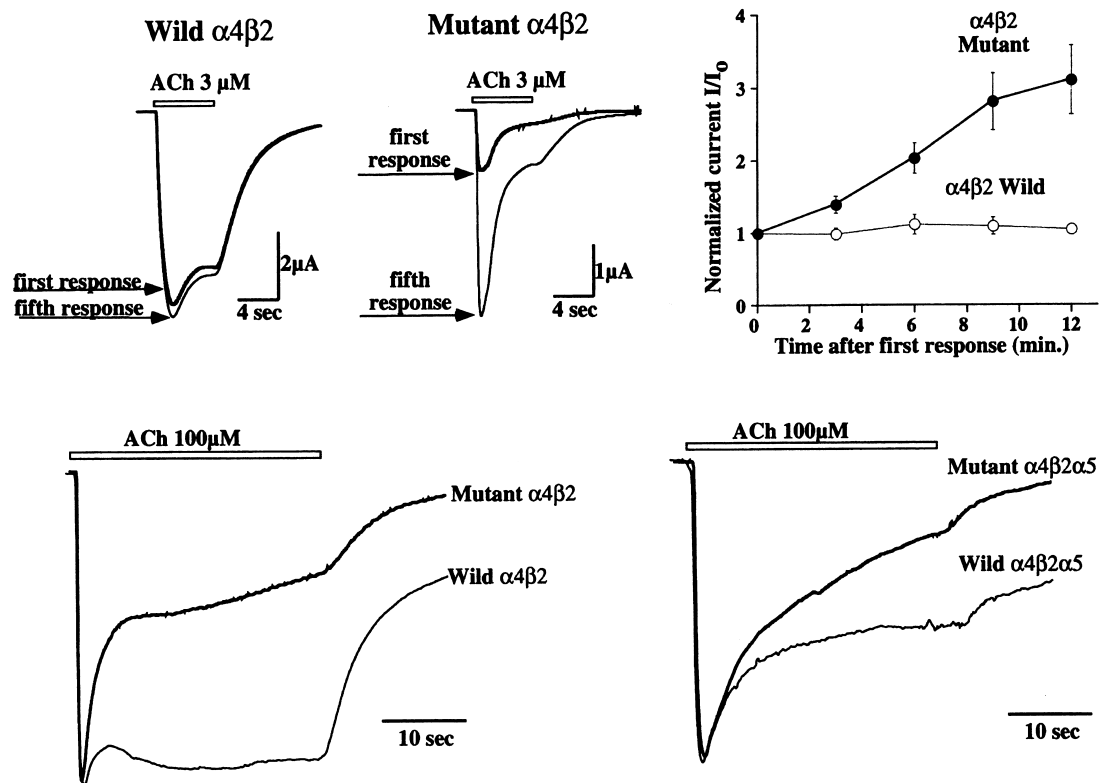 Wild α4β2
ACh 3 μM
first response
fifth response
2μA
4 sec
Mutant α4β2
ACh 3 μM
first
response
fifth
response
1μA
4 sec
Normalized current I/I₀
4
3
2
1
0
α4β2
Mutant
α4β2 Wild
0 2 4 6 8 10 12
Time after first response (min.)
ACh 100μM
Mutant α4β2
Wild α4β2
10 sec
ACh 100μM
Mutant α4β2α5
Wild α4β2α5
10 sec